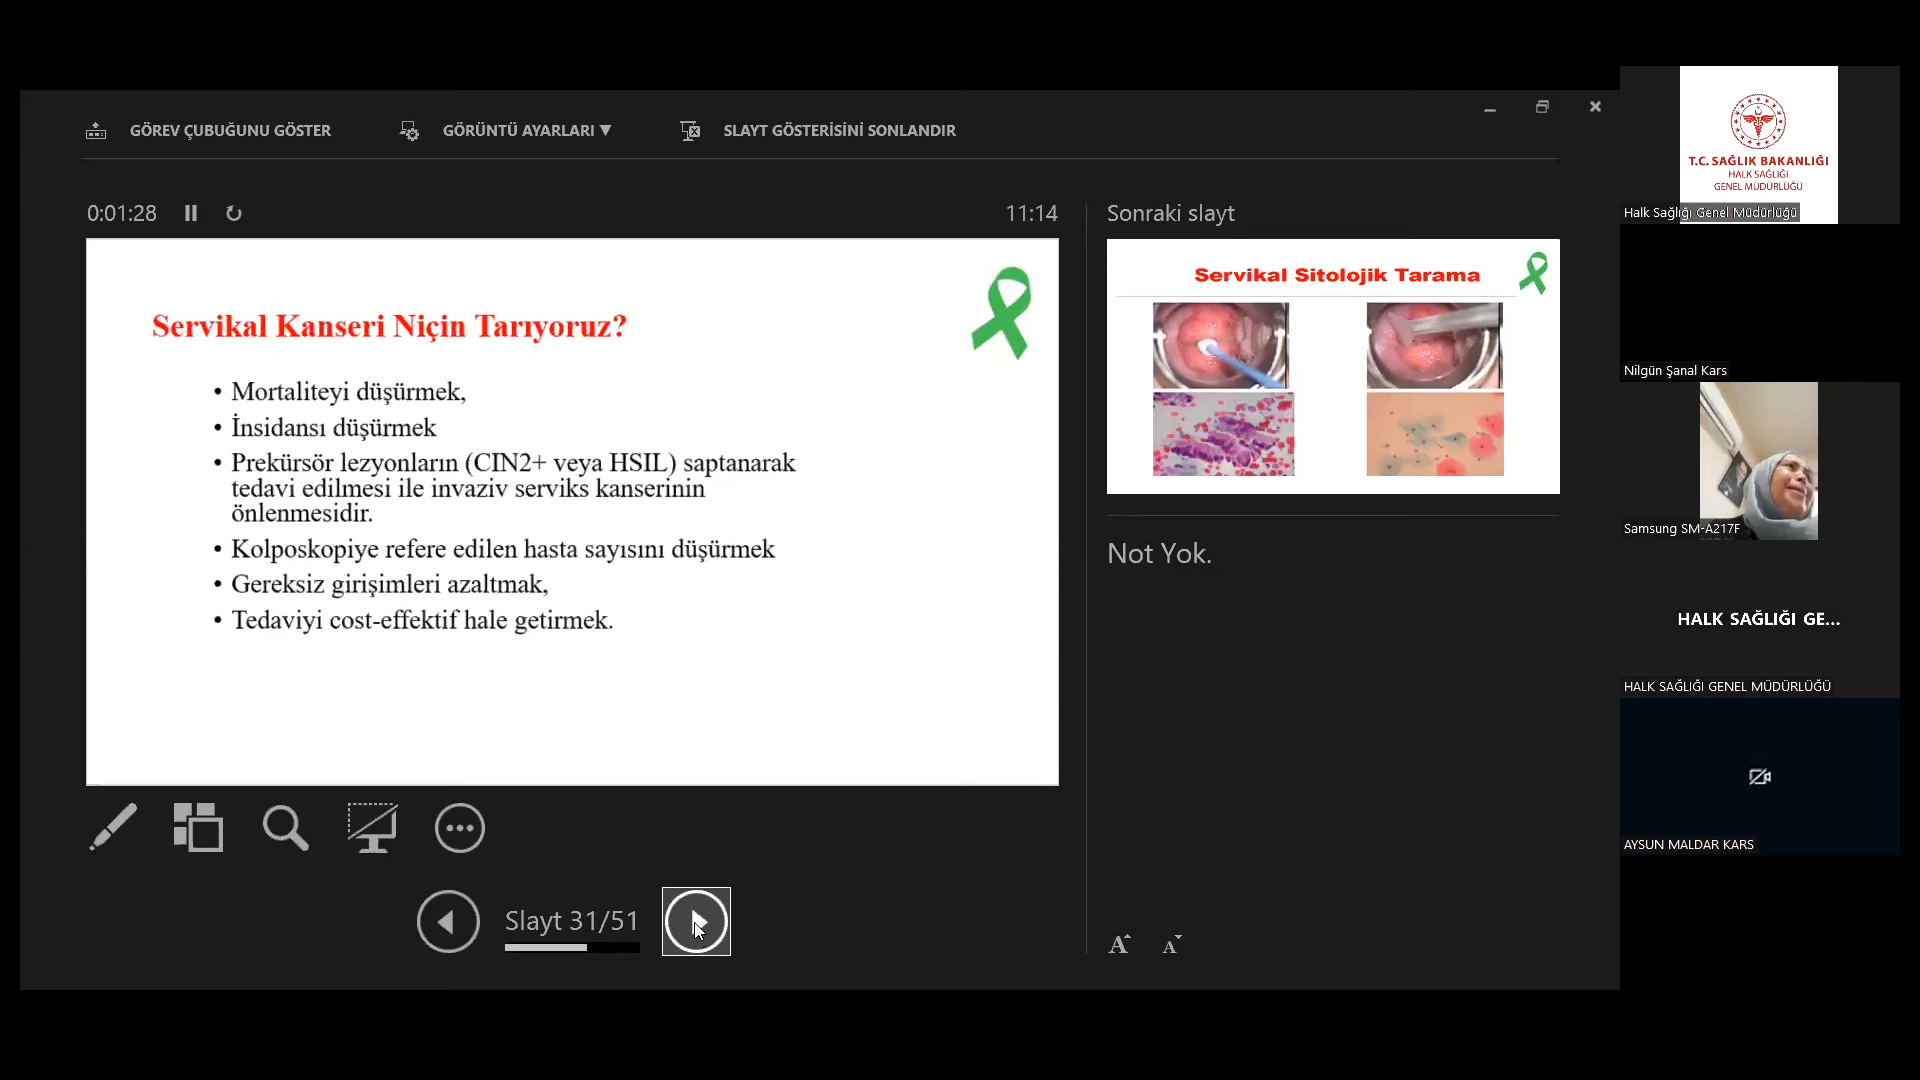 GÖREV ÇUBUĞUNU GÖSTER
GÖRÜNTÜ AYARLARI ▼
SLAYT GÖSTERİSİNİ SONLANDIR
0:01:28
11:14
Servikal Kanseri Niçin Tarıyoruz?
• Mortaliteyi düşürmek,
• İnsidansı düşürmek
• Prekürsör lezyonların (CIN2+ veya HSIL) saptanarak
tedavi edilmesi ile invaziv serviks kanserinin
önlenmesidir.
• Kolposkopiye refere edilen hasta sayısını düşürmek
• Gereksiz girişimleri azaltmak,
• Tedaviyi cost-effektif hale getirmek.
Slayt 31/51
Sonraki slayt
Servikal Sitolojik Tarama
Not Yok.
A A
T.C. SAĞLIK BAKANLIĞI
HALK SAĞLIĞI
GENEL MÜDÜRLÜĞÜ
Halk Sağlığı Genel Müdürlüğü
Nilgün Şanal Kars
Samsung SM-A217F
HALK SAĞLIĞI GE...
HALK SAĞLIĞI GENEL MÜDÜRLÜĞÜ
AYSUN MALDAR KARS